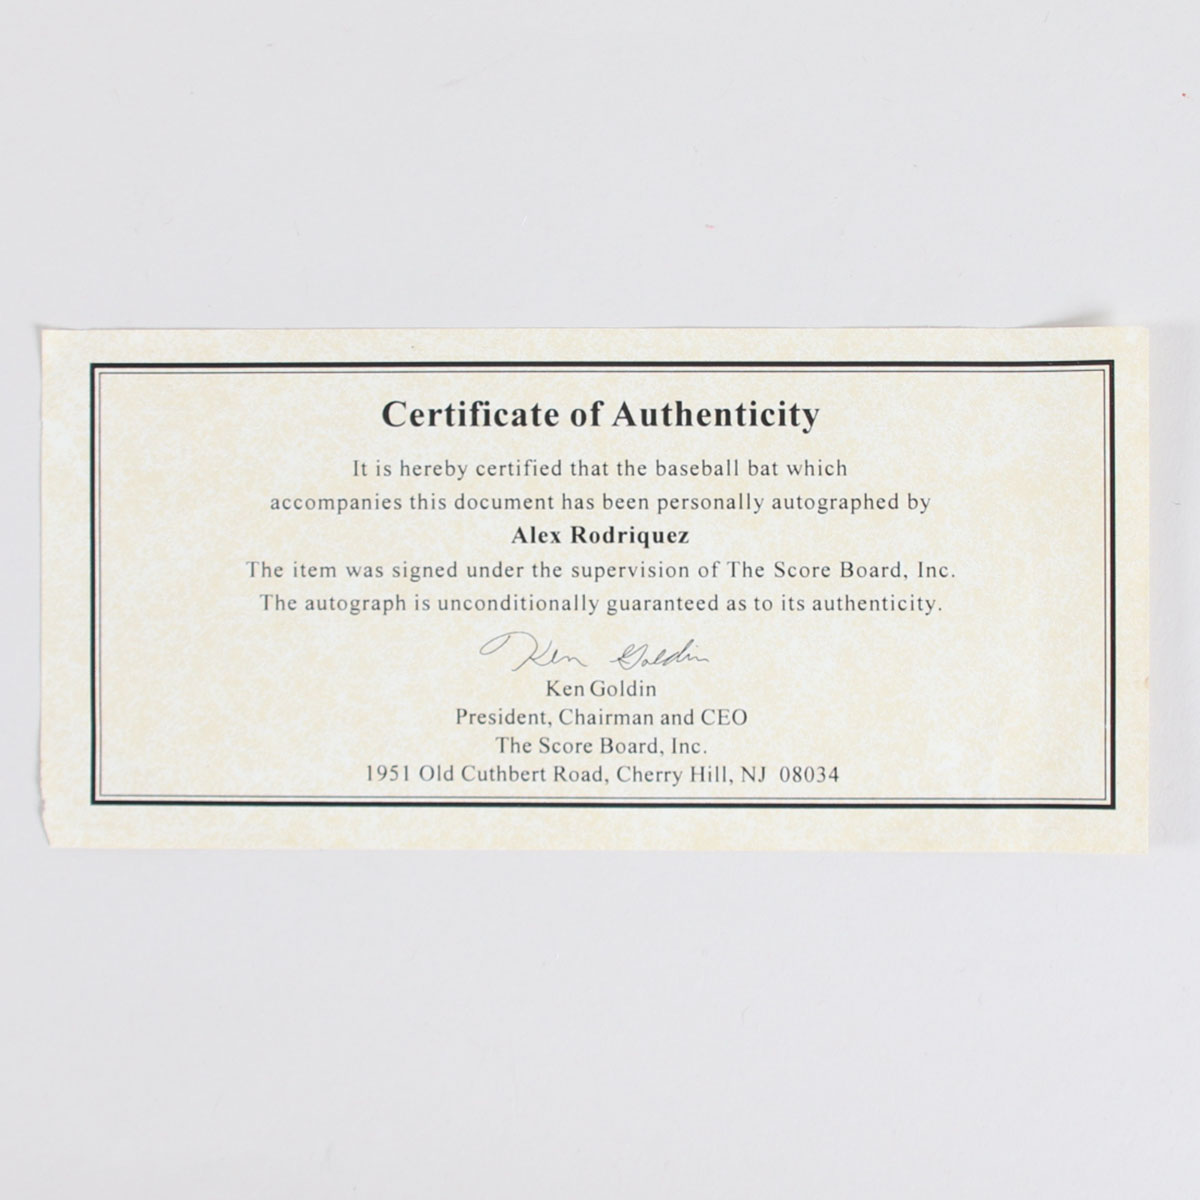 Certificate of Authenticity
It is hereby certified that the baseball bat which
accompanies this document has been personally autographed by
Alex Rodriquez
The item was signed under the supervision of The Score Board, Inc.
The autograph is unconditionally guaranteed as to its authenticity.
Ken Goldin
Ken Goldin
President, Chairman and CEO
The Score Board, Inc.
1951 Old Cuthbert Road, Cherry Hill, NJ 08034